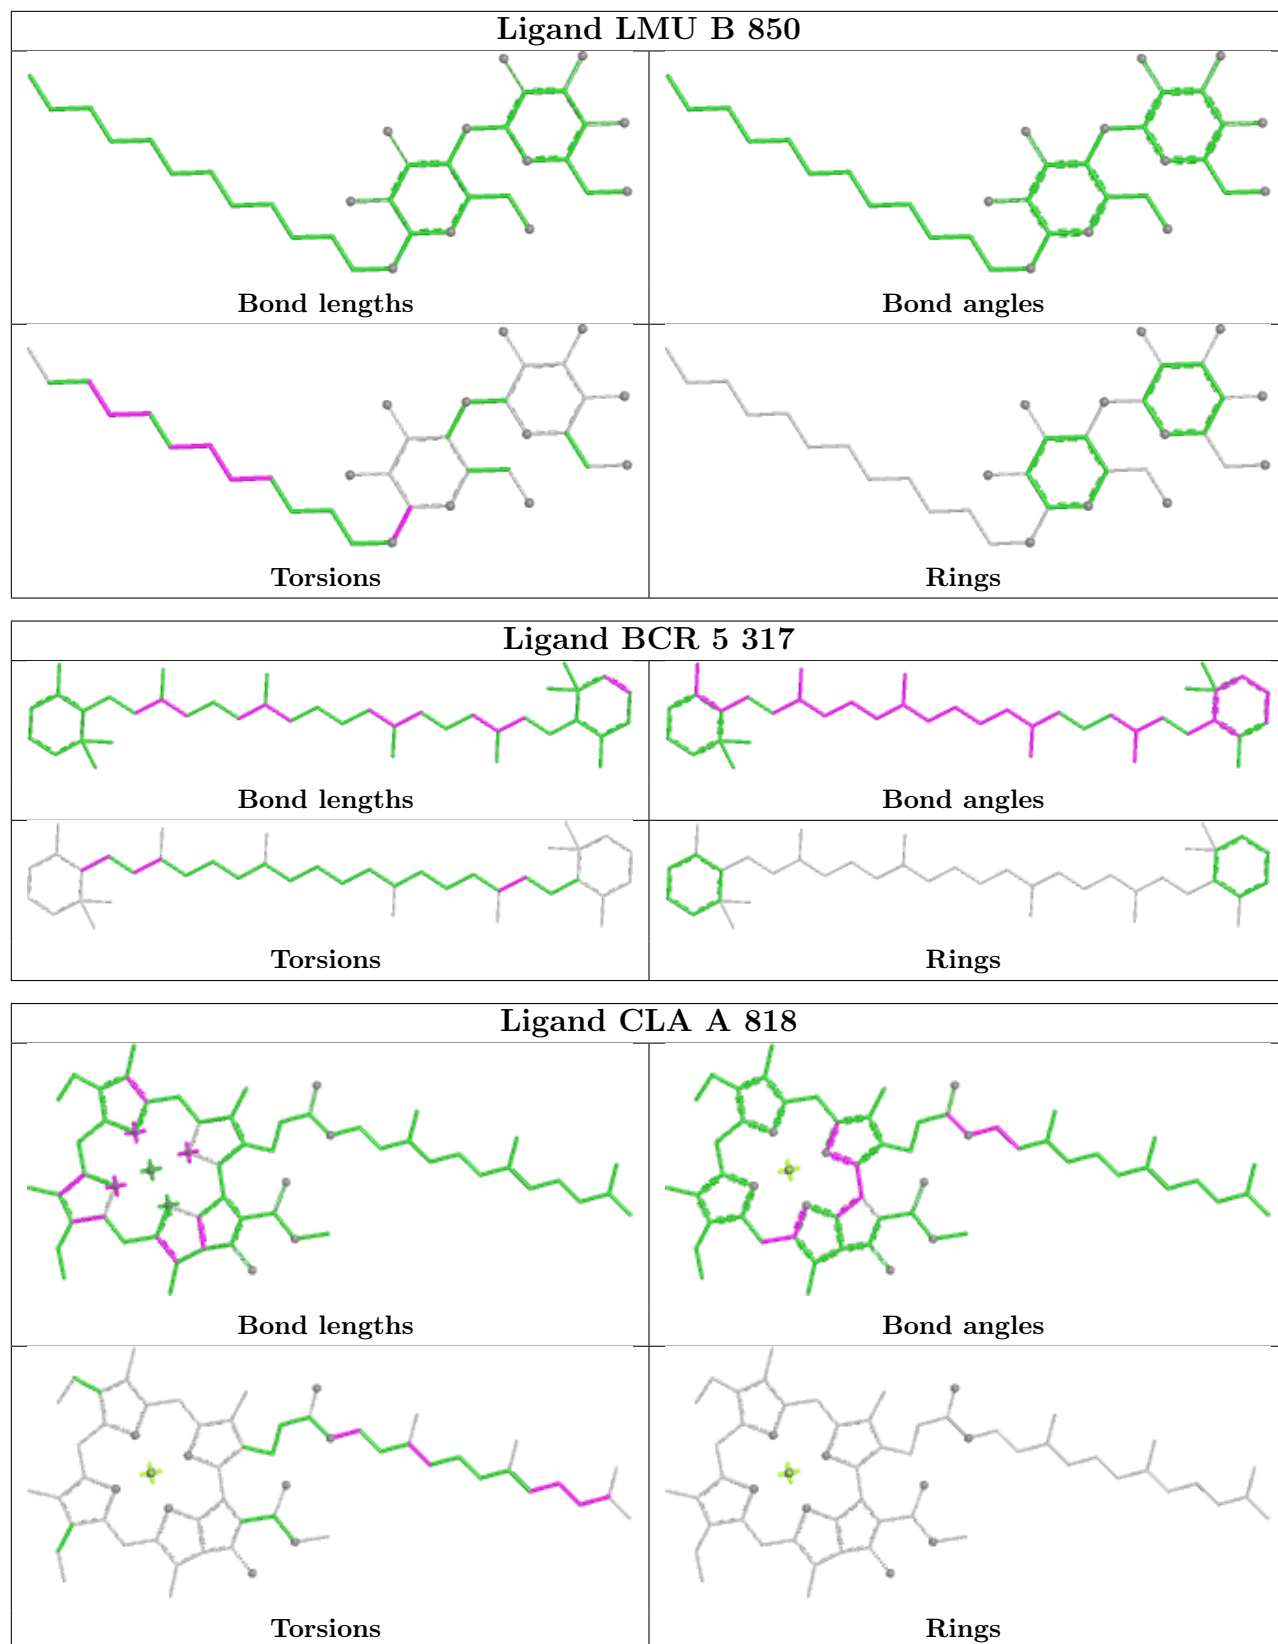 Ligand LMU B 850
Bond lengths
Bond angles
Torsions
Rings
Ligand BCR 5 317
Bond lengths
Bond angles
Torsions
Rings
Ligand CLA A 818
Bond lengths
Bond angles
Torsions
Rings